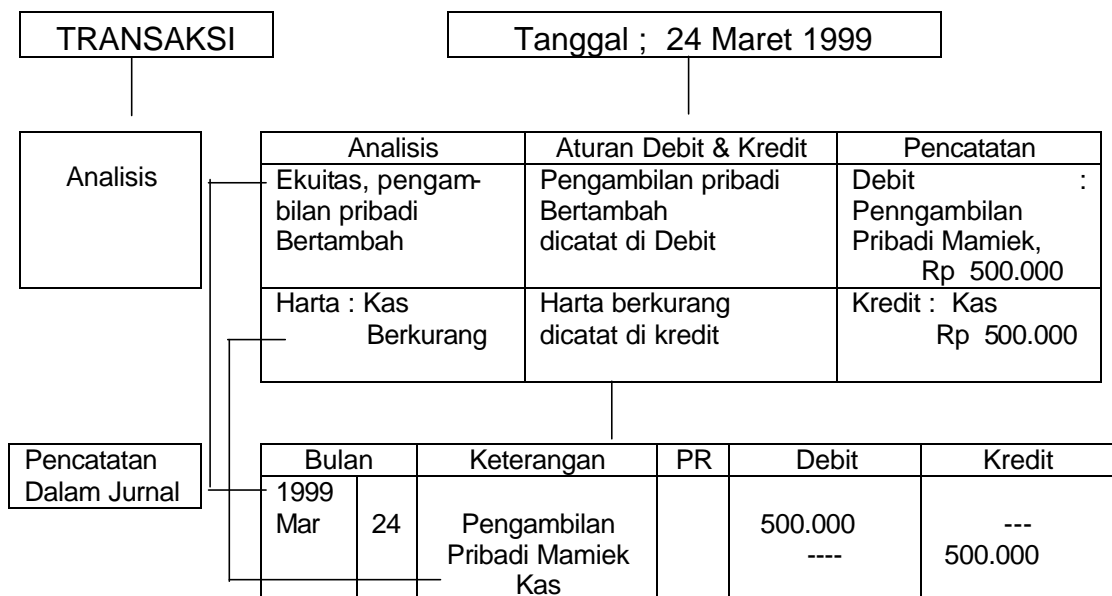 TRANSAKSI
Tanggal ; 24 Maret 1999
Analisis
Analisis Aturan Debit & Kredit Pencatatan
Ekuitas, pengam-
bilan pribadi
Bertambah
Pengambilan pribadi
Bertambah
dicatat di Debit
Debit :
Penngambilan
Pribadi Mamiek,
Rp 500.000
Harta : Kas
Berkurang
Harta berkurang
dicatat di kredit
Kredit : Kas
Rp 500.000
Pencatatan
Dalam Jurnal
Bulan Keterangan PR Debit Kredit
1999
Mar 24 Pengambilan 500.000 ---
Pribadi Mamiek ---- 500.000
Kas